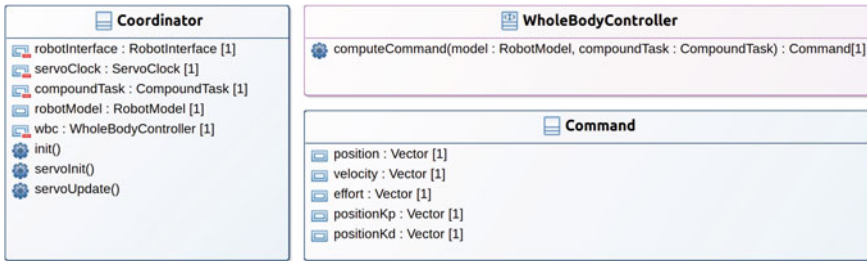 Coordinator
robotInterface : RobotInterface [1]
servoClock : ServoClock [1]
compoundTask : CompoundTask [1]
robotModel : RobotModel [1]
wbc : WholeBodyController [1]
init()
servoInit()
servoUpdate()
WholeBodyController
computeCommand(model : RobotModel, compoundTask : CompoundTask) : Command[1]
Command
position : Vector [1]
velocity : Vector [1]
effort : Vector [1]
positionKp : Vector [1]
positionKd : Vector [1]